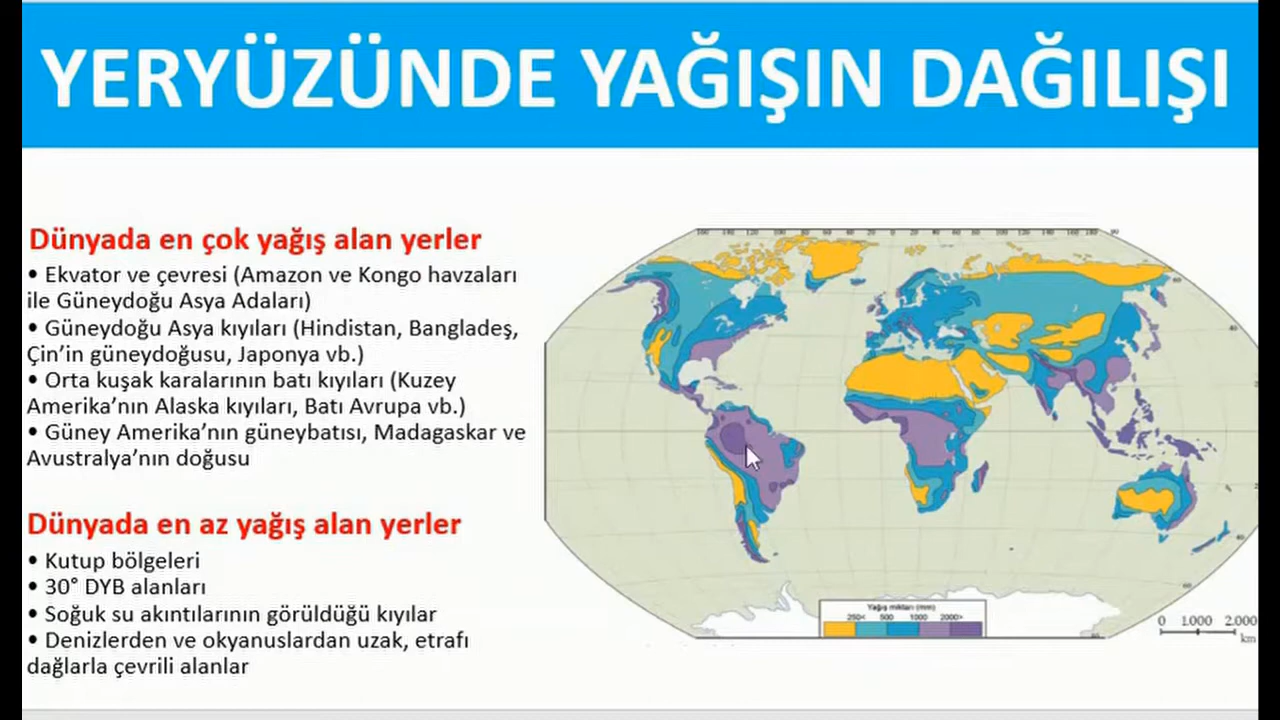 YERYÜZÜNDE YAĞIŞIN DAĞILIŞI
Dünyada en çok yağış alan yerler
• Ekvator ve çevresi (Amazon ve Kongo havzaları
ile Güneydoğu Asya Adaları)
• Güneydoğu Asya kıyıları (Hindistan, Bangladeş,
Çin’in güneydoğusu, Japonya vb.)
• Orta kuşak karalarının batı kıyıları (Kuzey
Amerika’nın Alaska kıyıları, Batı Avrupa vb.)
• Güney Amerika’nın güneybatısı, Madagaskar ve
Avustralya’nın doğusu
Dünyada en az yağış alan yerler
• Kutup bölgeleri
• 30° DYB alanları
• Soğuk su akıntılarının görüldüğü kıyılar
• Denizlerden ve okyanuslardan uzak, etrafı
dağlarla çevrili alanlar
Yağış miktarı (mm)
250< 500 1000 2000>
0 1.000 2.000
km